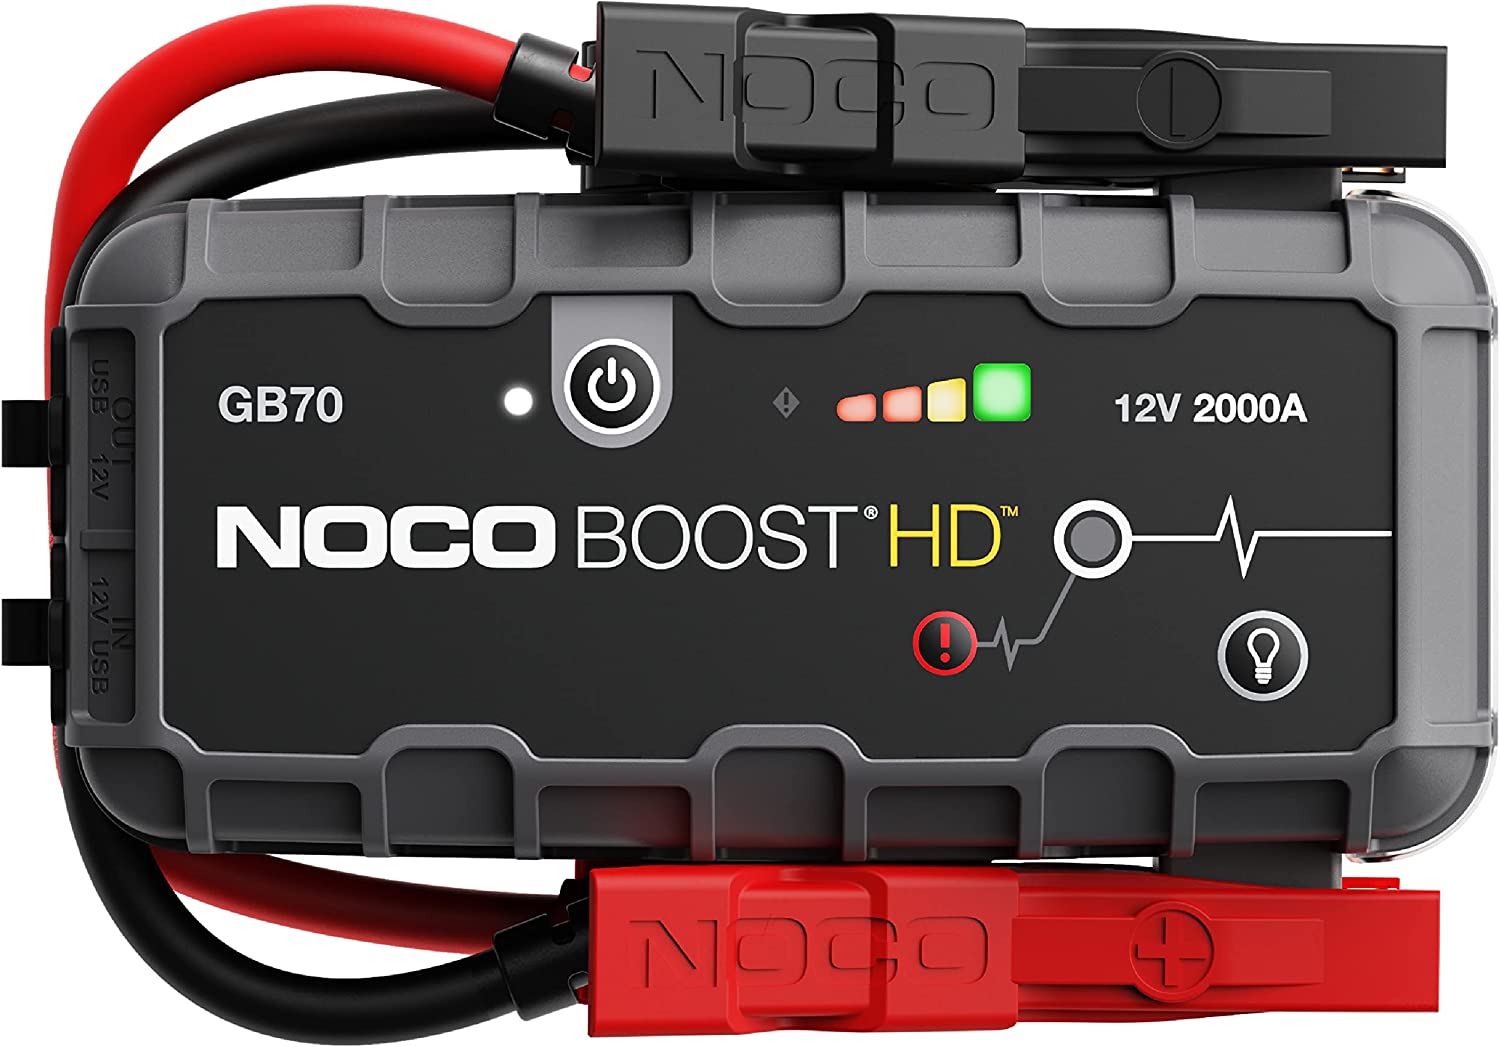 NOCO
GB70
12V 2000A
NOCO BOOST® HD™
USB 12V
OUT
12V USB
IN
NOCO